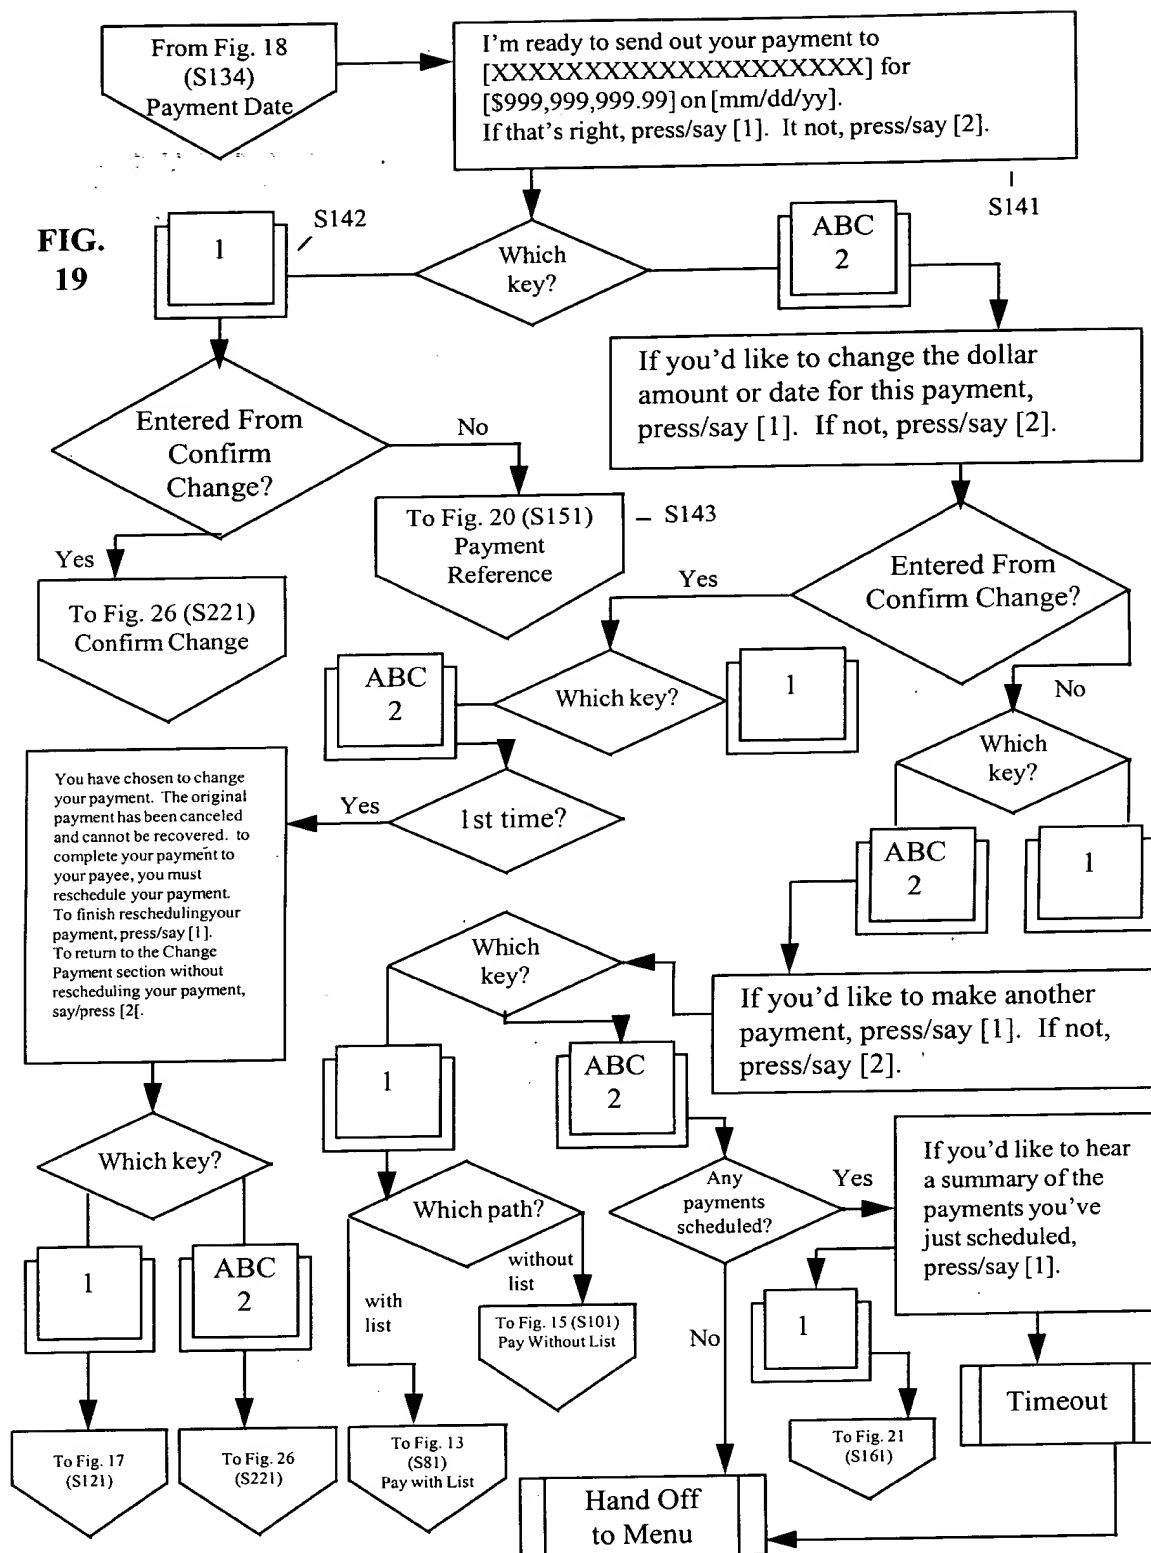 From Fig. 18
(S134)
Payment Date
I'm ready to send out your payment to
[XXXXXXXXXXXXXXXXXXXX] for
[$999,999,999.99] on [mm/dd/yy].
If that's right, press/say [1].  It not, press/say [2].
S141
FIG.
19
1
S142
Which
key?
ABC
2
If you'd like to change the dollar
amount or date for this payment,
press/say [1].  If not, press/say [2].
Entered From
Confirm
Change?
No
Yes
To Fig. 20 (S151)
Payment
Reference
S143
To Fig. 26 (S221)
Confirm Change
Entered From
Confirm Change?
Yes
No
ABC
2
Which key?
1
Which
key?
ABC
2
1
1st time?
Yes
You have chosen to change
your payment.  The original
payment has been canceled
and cannot be recovered.  to
complete your payment to
your payee, you must
reschedule your payment.
To finish reschedulingyour
payment, press/say [1].
To return to the Change
Payment section without
rescheduling your payment,
say/press [2[.
Which
key?
If you'd like to make another
payment, press/say [1].  If not,
press/say [2].
1
ABC
2
Which key?
Which path?
Any
payments
scheduled?
Yes
No
If you'd like to hear
a summary of the
payments you've
just scheduled,
press/say [1].
1
ABC
2
with
list
without
list
To Fig. 15 (S101)
Pay Without List
1
Timeout
To Fig. 17
(S121)
To Fig. 26
(S221)
To Fig. 13
(S81)
Pay with List
To Fig. 21
(S161)
Hand Off
to Menu